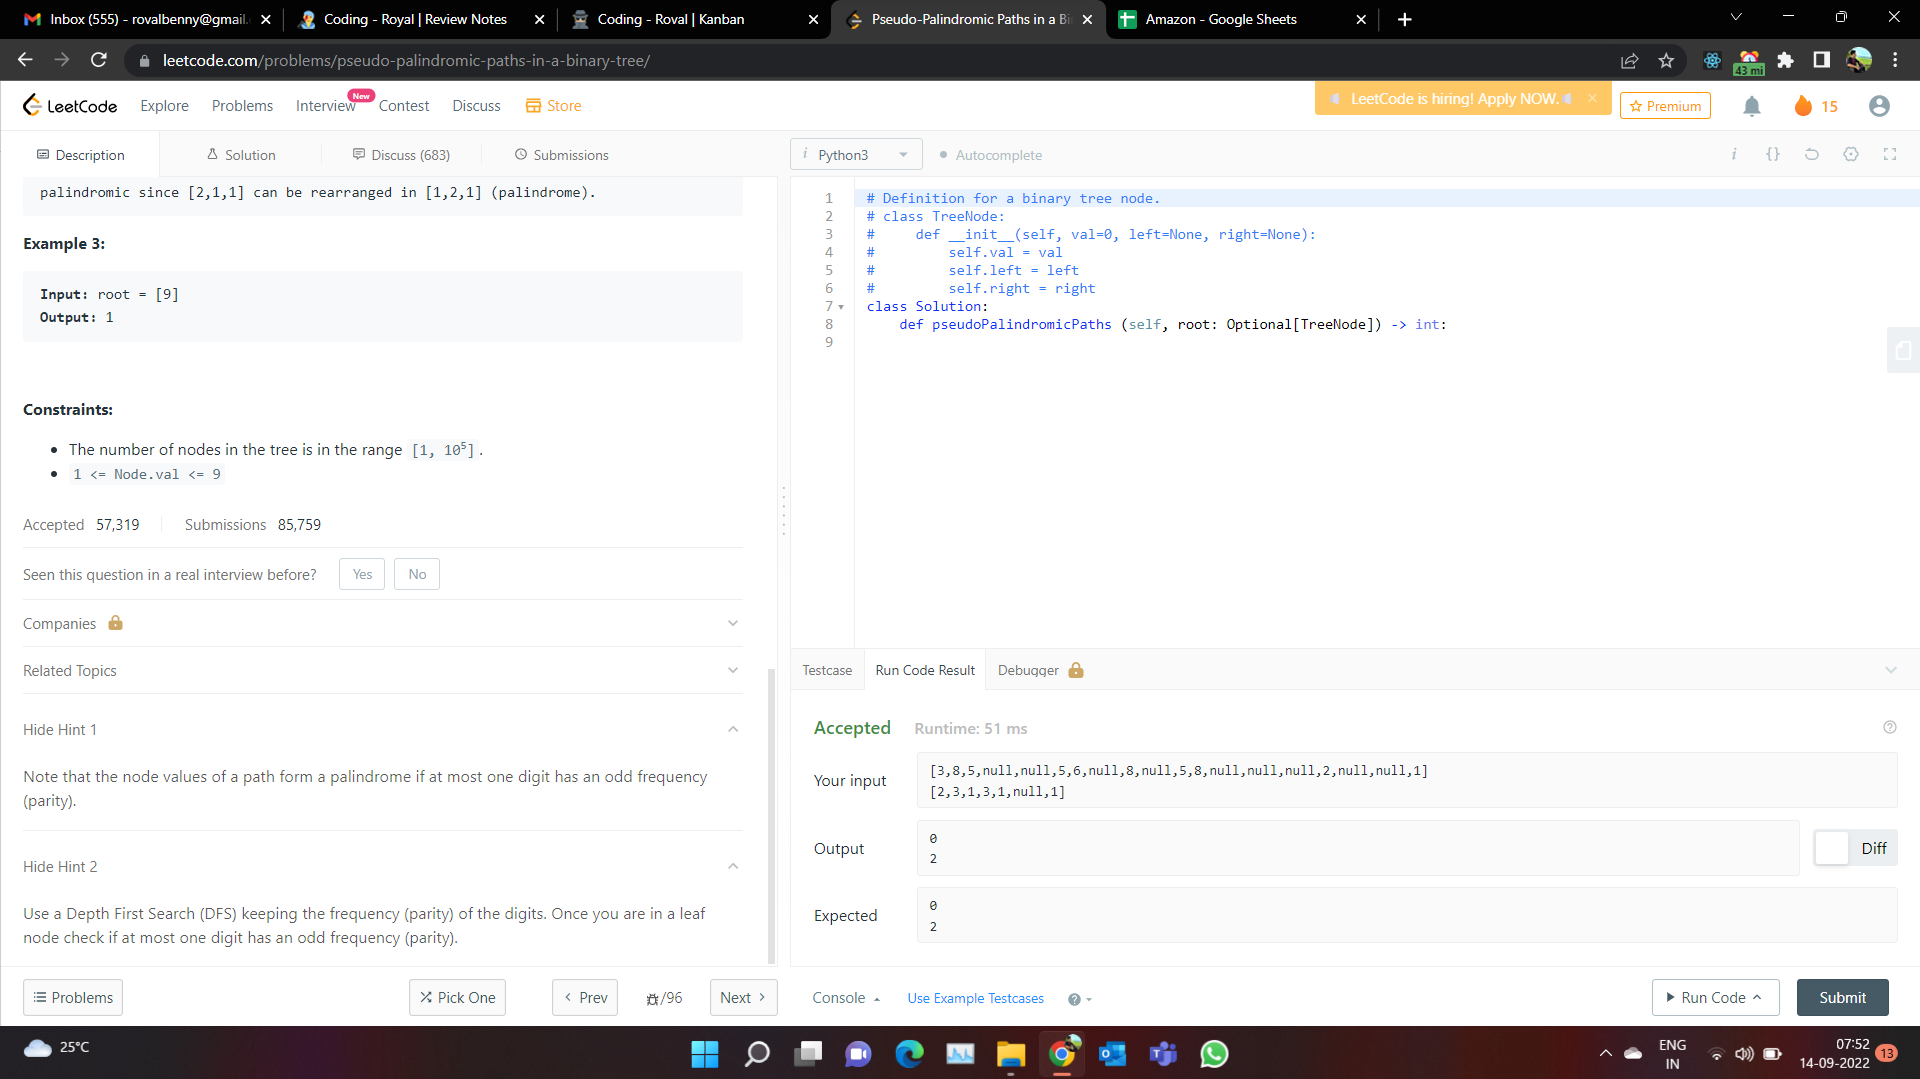 Inbox (555) - rovalbenny@gmail.
Coding - Royal | Review Notes
Coding - Roval | Kanban
Pseudo-Palindromic Paths in a Bi
Amazon - Google Sheets
leetcode.com/problems/pseudo-palindromic-paths-in-a-binary-tree/
43 mi
LeetCode
Explore
Problems
Interview
New
Contest
Discuss
Store
LeetCode is hiring! Apply NOW.
Premium
15
Description
Solution
Discuss (683)
Submissions
Python3
Autocomplete
palindromic since [2,1,1] can be rearranged in [1,2,1] (palindrome).
Example 3:
Input: root = [9]
Output: 1
Constraints:
The number of nodes in the tree is in the range [1, 10⁵].
1 <= Node.val <= 9
Accepted 57,319 Submissions 85,759
Seen this question in a real interview before? Yes No
Companies
Related Topics
Hide Hint 1
Note that the node values of a path form a palindrome if at most one digit has an odd frequency
(parity).
Hide Hint 2
Use a Depth First Search (DFS) keeping the frequency (parity) of the digits. Once you are in a leaf
node check if at most one digit has an odd frequency (parity).
Problems
Pick One
Prev
/96
Next
1 # Definition for a binary tree node.
2 # class TreeNode:
3 #     def __init__(self, val=0, left=None, right=None):
4 #         self.val = val
5 #         self.left = left
6 #         self.right = right
7 class Solution:
8     def pseudoPalindromicPaths (self, root: Optional[TreeNode]) -> int:
9
Testcase
Run Code Result
Debugger
Accepted Runtime: 51 ms
Your input
[3,8,5,null,null,5,6,null,8,null,5,8,null,null,null,2,null,null,1]
[2,3,1,3,1,null,1]
Output
0
2
Diff
Expected
0
2
Console
Use Example Testcases
Run Code
Submit
25°C
ENG
IN
07:52
14-09-2022
13